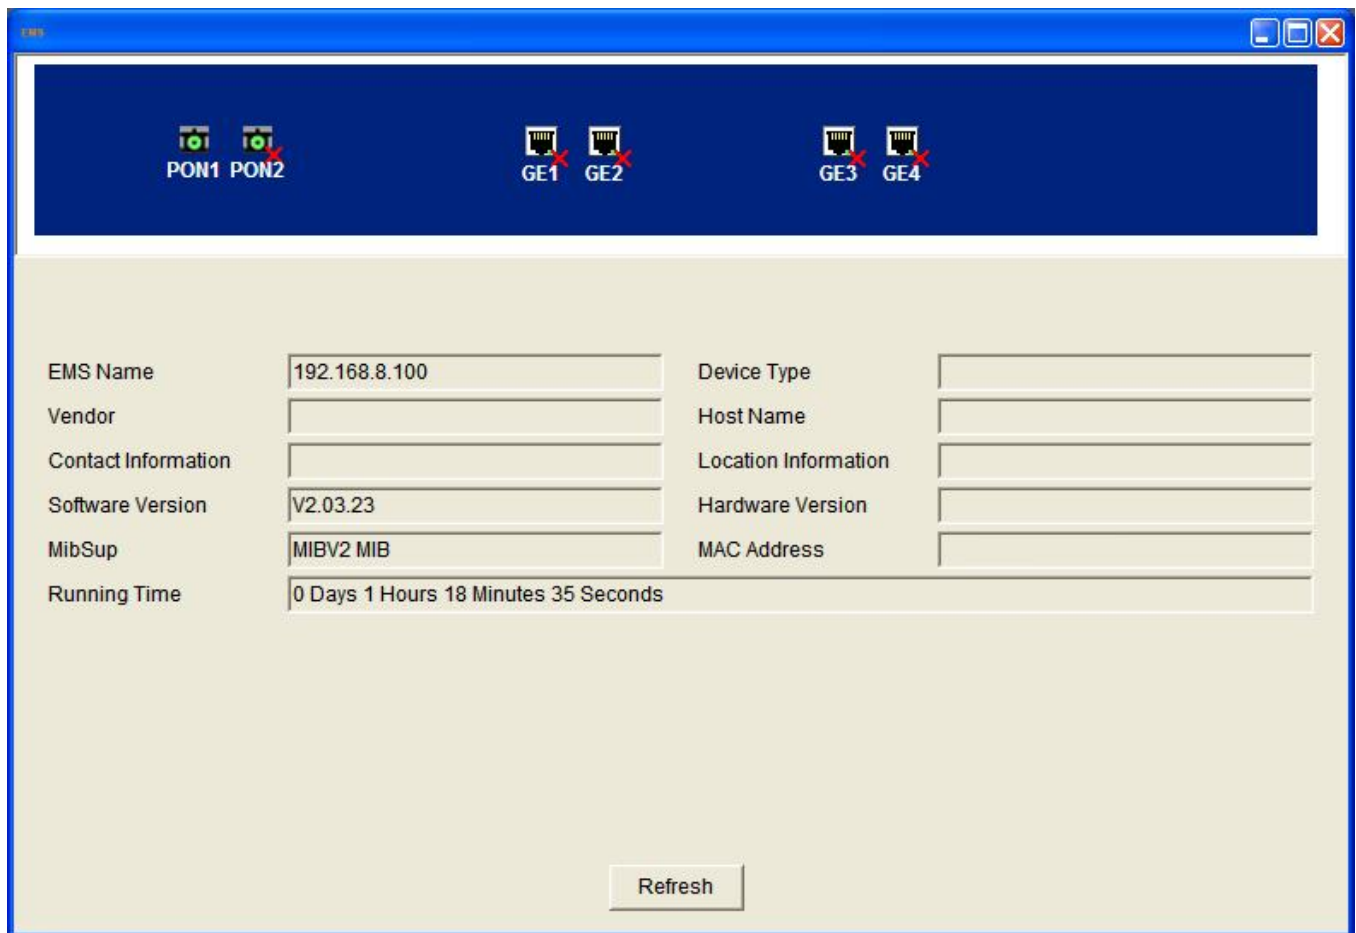 EMS
PON1 PON2 GE1 GE2 GE3 GE4
EMS Name 192.168.8.100 Device Type
Vendor Host Name
Contact Information Location Information
Software Version V2.03.23 Hardware Version
MibSup MIBV2 MIB MAC Address
Running Time 0 Days 1 Hours 18 Minutes 35 Seconds
Refresh